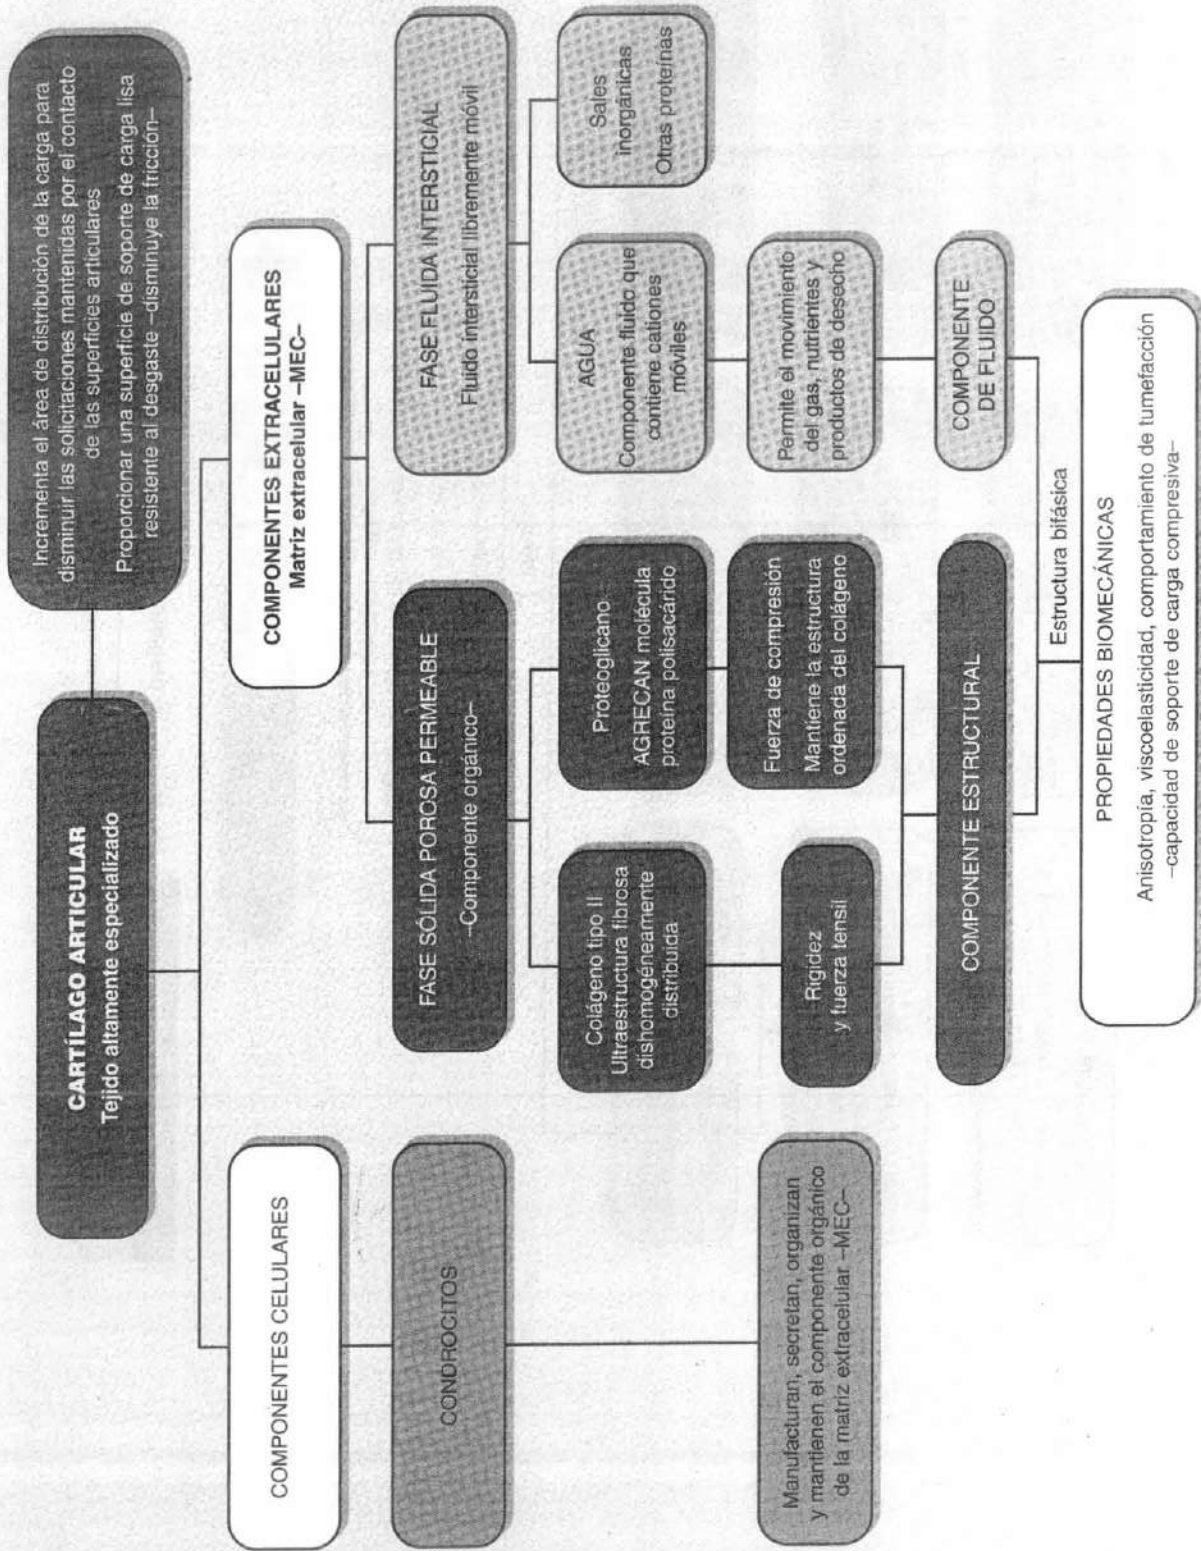 CARTÍLAGO ARTICULAR
Tejido altamente especializado
Incrementa el área de distribución de la carga para
disminuir las solicitaciones mantenidas por el contacto
de las superficies articulares
Proporcionar una superficie de soporte de carga lisa
resistente al desgaste –disminuye la fricción–
COMPONENTES CELULARES
COMPONENTES EXTRACELULARES
Matriz extracelular –MEC–
CONDROCITOS
FASE SÓLIDA POROSA PERMEABLE
–Componente orgánico–
FASE FLUIDA INTERSTICIAL
Fluido intersticial libremente móvil
Colágeno tipo II
Ultraestructura fibrosa
dishomogéneamente
distribuida
Proteoglicano
AGRECAN molécula
proteína polisacárido
AGUA
Componente fluido que
contiene cationes
móviles
Sales
inorgánicas
Otras proteínas
Manufacturan, secretan, organizan
y mantienen el componente orgánico
de la matriz extracelular –MEC–
Rigidez
y fuerza tensil
Fuerza de compresión
Mantiene la estructura
ordenada del colágeno
Permite el movimiento
del gas, nutrientes y
productos de desecho
COMPONENTE ESTRUCTURAL
COMPONENTE
DE FLUIDO
Estructura bifásica
PROPIEDADES BIOMECÁNICAS
Anisotropía, viscoelasticidad, comportamiento de tumefacción
–capacidad de soporte de carga compresiva–